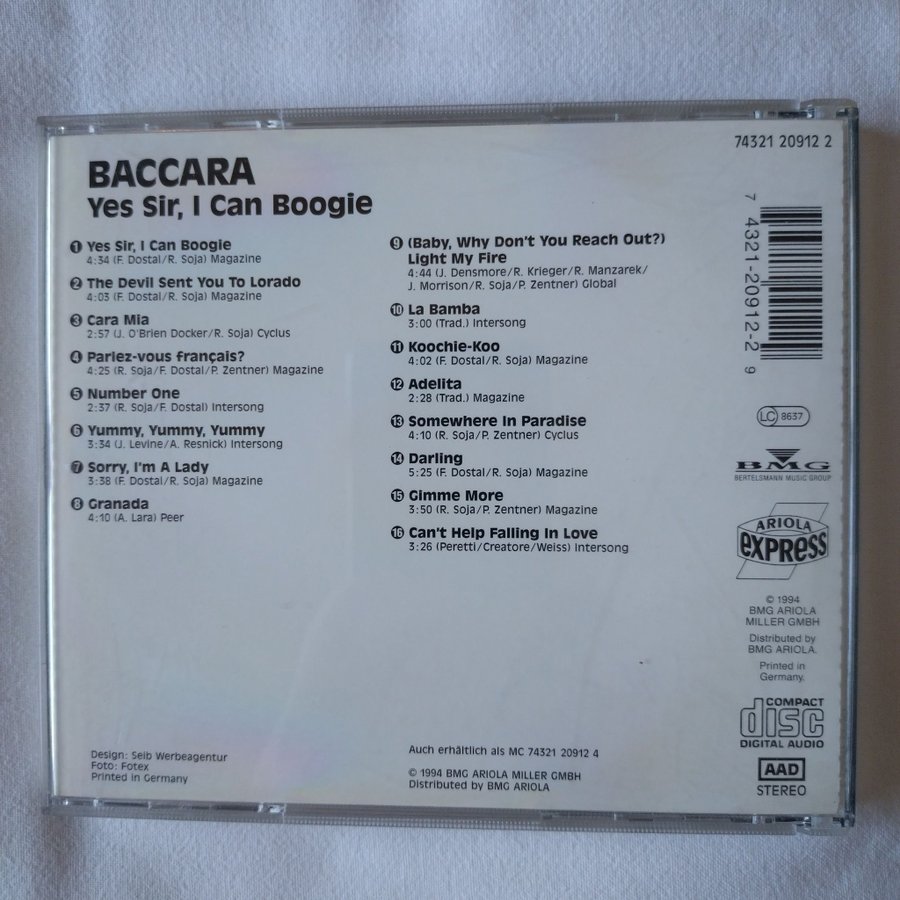 74321 20912 2
BACCARA
Yes Sir, I Can Boogie
1 Yes Sir, I Can Boogie
4:34 (F. Dostal/R. Soja) Magazine
2 The Devil Sent You To Lorado
4:03 (F. Dostal/R. Soja) Magazine
3 Cara Mia
2:57 (J. O'Brien Docker/R. Soja) Cyclus
4 Parlez-vous français?
4:25 (R. Soja/F. Dostal/P. Zentner) Magazine
5 Number One
2:37 (R. Soja/F. Dostal) Intersong
6 Yummy, Yummy, Yummy
3:34 (J. Levine/A. Resnick) Intersong
7 Sorry, I'm A Lady
3:38 (F. Dostal/R. Soja) Magazine
8 Granada
4:10 (A. Lara) Peer
9 (Baby, Why Don't You Reach Out?)
Light My Fire
4:44 (J. Densmore/R. Krieger/R. Manzarek/
J. Morrison/R. Soja/P. Zentner) Global
10 La Bamba
3:00 (Trad.) Intersong
11 Koochie-Koo
4:02 (F. Dostal/R. Soja) Magazine
12 Adelita
2:28 (Trad.) Magazine
13 Somewhere In Paradise
4:10 (R. Soja/P. Zentner) Cyclus
14 Darling
5:25 (F. Dostal/R. Soja) Magazine
15 Gimme More
3:50 (R. Soja/P. Zentner) Magazine
16 Can't Help Falling In Love
3:26 (Peretti/Creatore/Weiss) Intersong
7 4321-20912-2 9
LC 8637
BMG
BERTELSMANN MUSIC GROUP
ARIOLA
EXPRESS
© 1994
BMG ARIOLA
MILLER GMBH
Distributed by
BMG ARIOLA.
Printed in
Germany.
COMPACT
disc
DIGITAL AUDIO
AAD
STEREO
Design: Seib Werbeagentur
Foto: Fotex
Printed in Germany
Auch erhältlich als MC 74321 20912 4
© 1994 BMG ARIOLA MILLER GMBH
Distributed by BMG ARIOLA